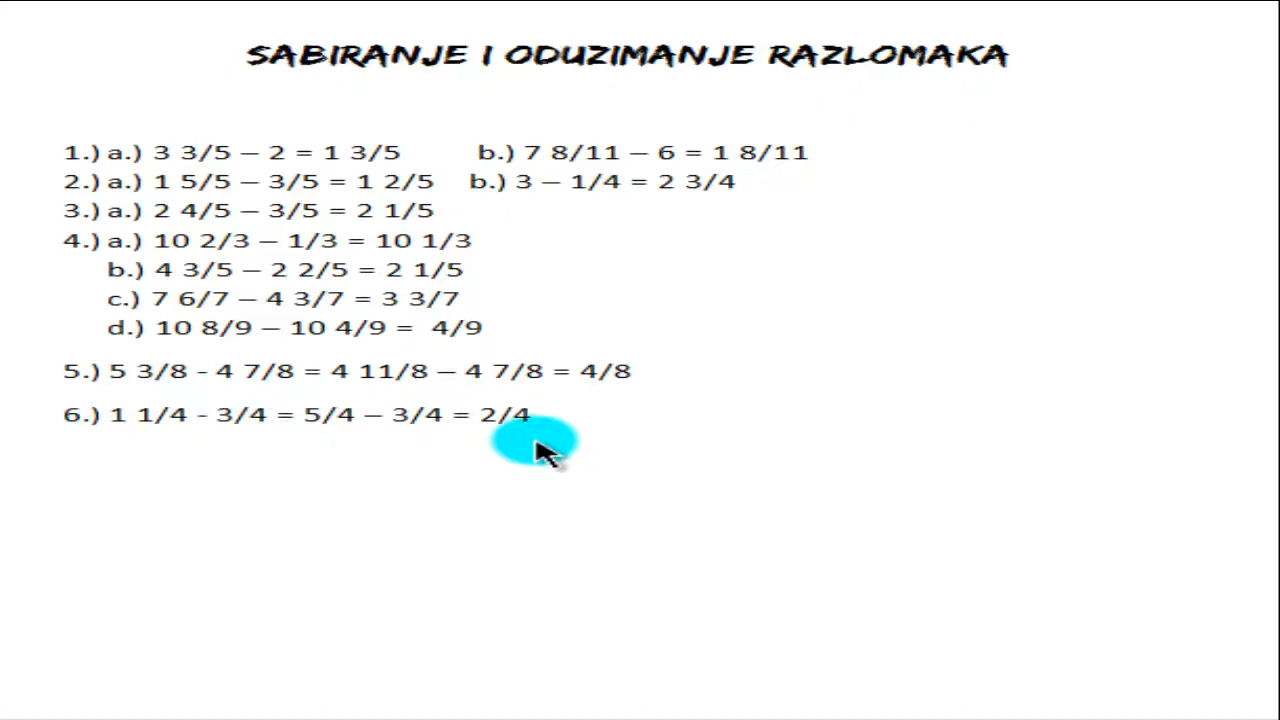 SABIRANJE I ODUZIMANJE RAZLOMAKA
1.) a.) 3 3/5 – 2 = 1 3/5 b.) 7 8/11 – 6 = 1 8/11
2.) a.) 1 5/5 – 3/5 = 1 2/5 b.) 3 – 1/4 = 2 3/4
3.) a.) 2 4/5 – 3/5 = 2 1/5
4.) a.) 10 2/3 – 1/3 = 10 1/3
b.) 4 3/5 – 2 2/5 = 2 1/5
c.) 7 6/7 – 4 3/7 = 3 3/7
d.) 10 8/9 – 10 4/9 = 4/9
5.) 5 3/8 - 4 7/8 = 4 11/8 – 4 7/8 = 4/8
6.) 1 1/4 - 3/4 = 5/4 – 3/4 = 2/4